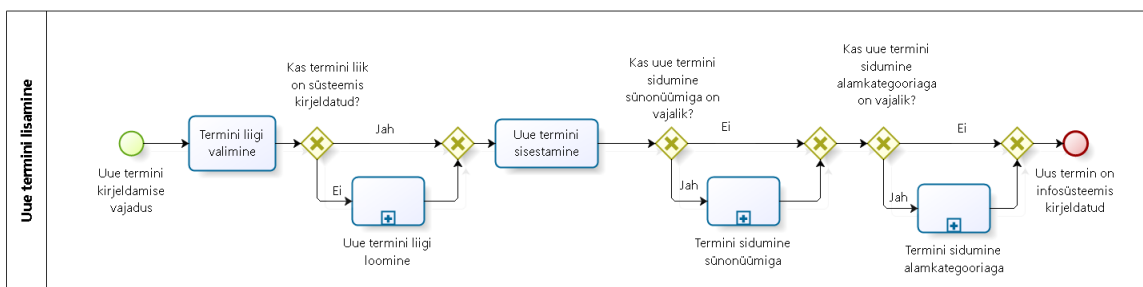 Uue termini lisamine
Uue termini
kirjeldamise
vajadus
Termini liigi
valimine
Kas termini liik
on süsteemis
kirjeldatud?
Jah
Ei
Uue termini liigi
loomine
Uue termini
sisestamine
Kas uue termini
sidumine
sünonüümiga on
vajalik?
Ei
Jah
Termini sidumine
sünonüümiga
Kas uue termini
sidumine
alamkategooriaga
on vajalik?
Ei
Jah
Termini sidumine
alamkategooriaga
Uus termin on
infosüsteemis
kirjeldatud